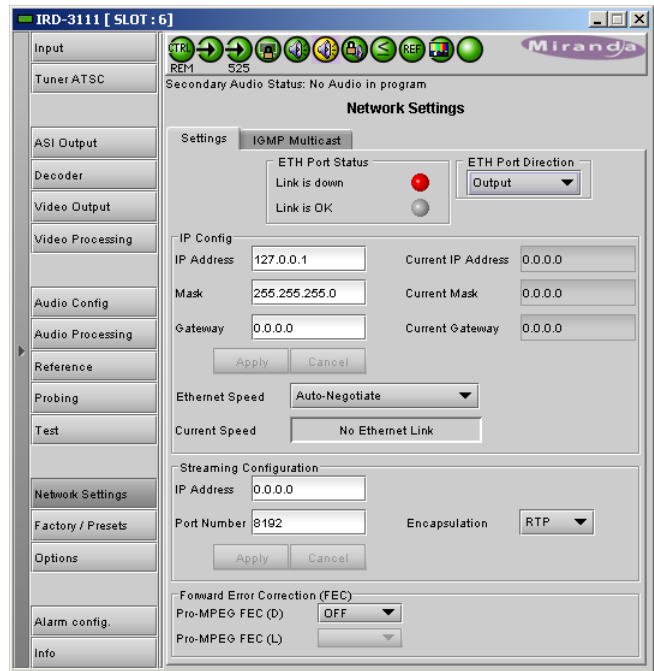 IRD-3111 [ SLOT : 6]
Input
Tuner ATSC
ASI Output
Decoder
Video Output
Video Processing
Audio Config
Audio Processing
Reference
Probing
Test
Network Settings
Factory / Presets
Options
Alarm config.
Info
CTRL
REF
Miranda
REM
525
Secondary Audio Status: No Audio in program
Network Settings
Settings
IGMP Multicast
ETH Port Status
Link is down
Link is OK
ETH Port Direction
Output
IP Config
IP Address 127.0.0.1 Current IP Address 0.0.0.0
Mask 255.255.255.0 Current Mask 0.0.0.0
Gateway 0.0.0.0 Current Gateway 0.0.0.0
Apply Cancel
Ethernet Speed Auto-Negotiate
Current Speed No Ethernet Link
Streaming Configuration
IP Address 0.0.0.0
Port Number 8192 Encapsulation RTP
Apply Cancel
Forward Error Correction (FEC)
Pro-MPEG FEC (D) OFF
Pro-MPEG FEC (L)